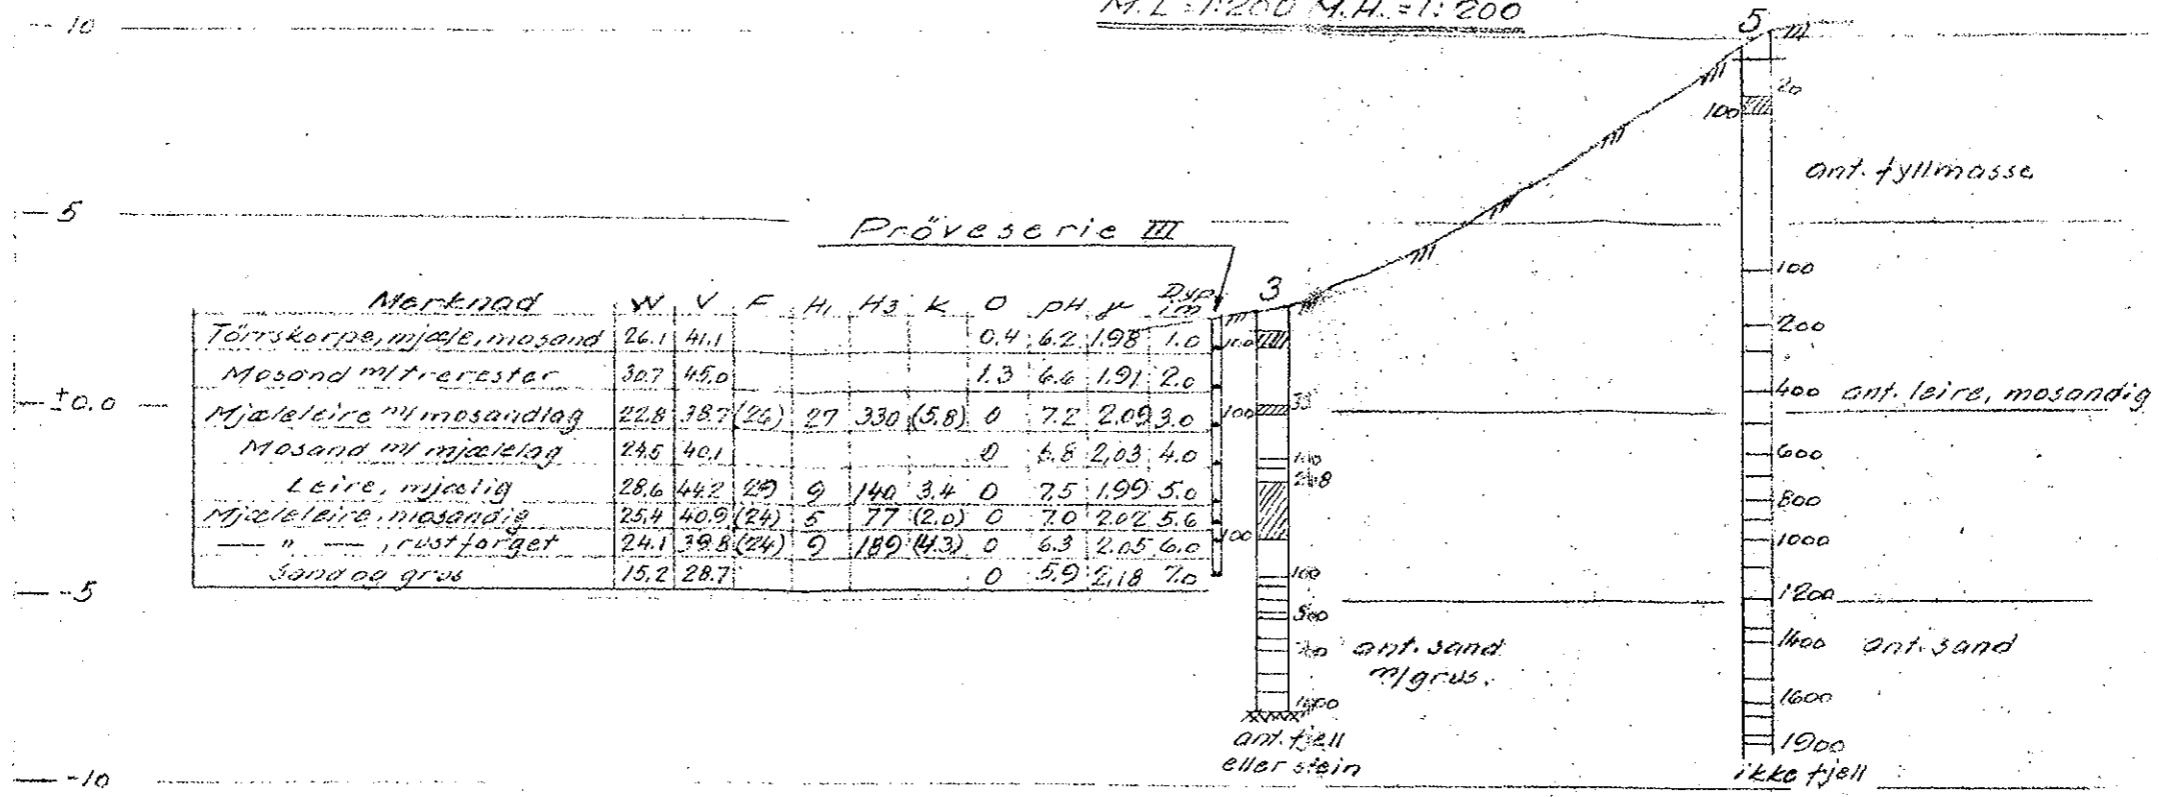 M.L = 1:200 M.H. = 1:200
10
5
±0.0
-5
-10
Pröveserie III
Merknad W V F H1 H3 K O pH γ Dyp i m
Törrskorpe, mjæle, mosand 26.1 41.1 0.4 6.2 1.98 1.0
Mosand m/trerester 30.7 45.0 1.3 6.6 1.91 2.0
Mjæleleire m/ mosandlag 22.8 38.7 (26) 27 330 (5.8) 0 7.2 2.09 3.0
Mosand m/ mjælelag 24.5 40.1 0 6.8 2,03 4.0
Leire, mjælig 28.6 44.2 29 9 140 3.4 0 7.5 1.99 5.0
Mjæleleire, mosandig 25.4 40.9 (24) 5 77 (2.0) 0 7.0 2.02 5.6
— " — , rustfarget 24.1 39.8 (24) 9 189 (4.3) 0 6.3 2.05 6.0
Sand og grus 15.2 28.7 0 5.9 2,18 7.0
3
100
100
100
100
500
ant. sand
m/grus.
ant. fjell
eller stein
5
20
100
ant. fyllmasse
100
200
400 ant. leire, mosandig
600
800
1000
1200
1400 ant. sand
1600
1900
ikke fjell